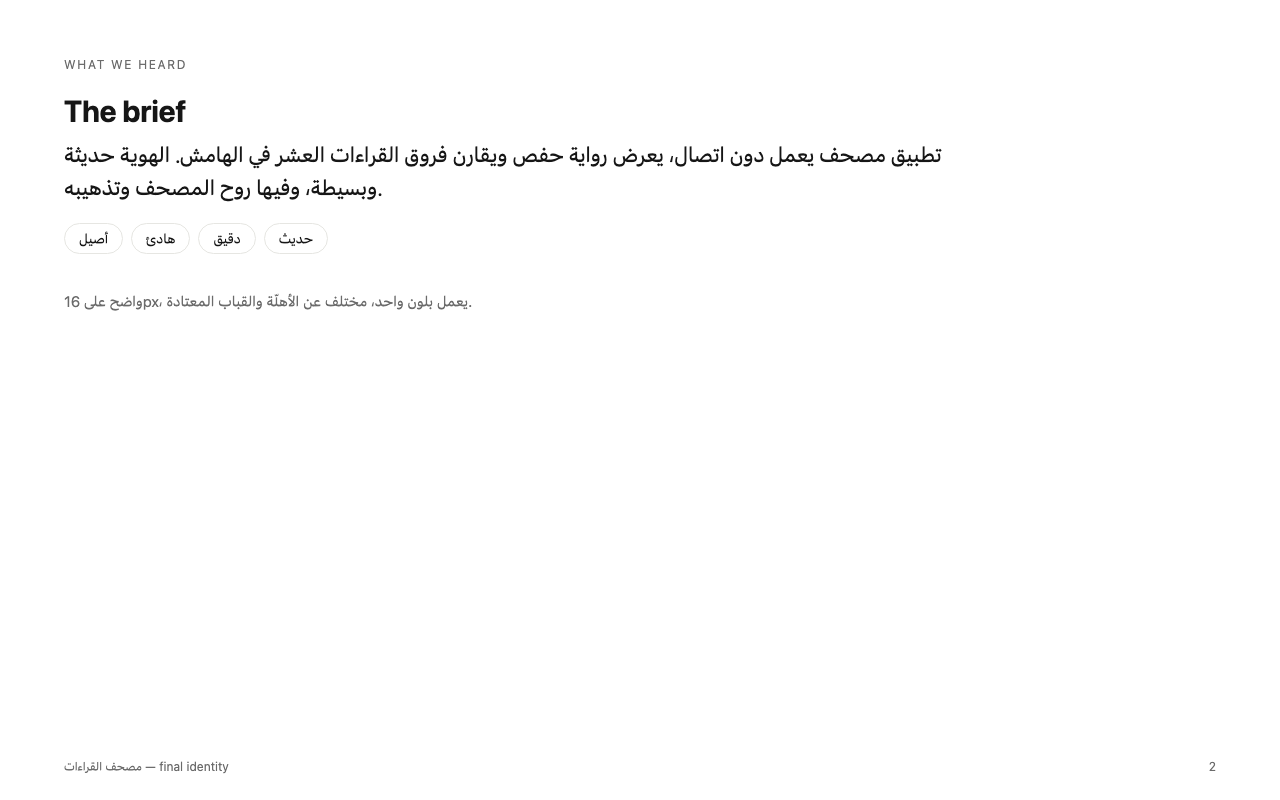 WHAT WE HEARD
The brief
تطبيق مصحف يعمل دون اتصال، يعرض رواية حفص ويقارن فروق القراءات العشر في الهامش. الهوية حديثة
وبسيطة، وفيها روح المصحف وتذهيبه.
أصيل
هادئ
دقيق
حديث
واضح على 16px، يعمل بلون واحد، مختلف عن الأهلّة والقباب المعتادة.
مصحف القراءات — final identity
2